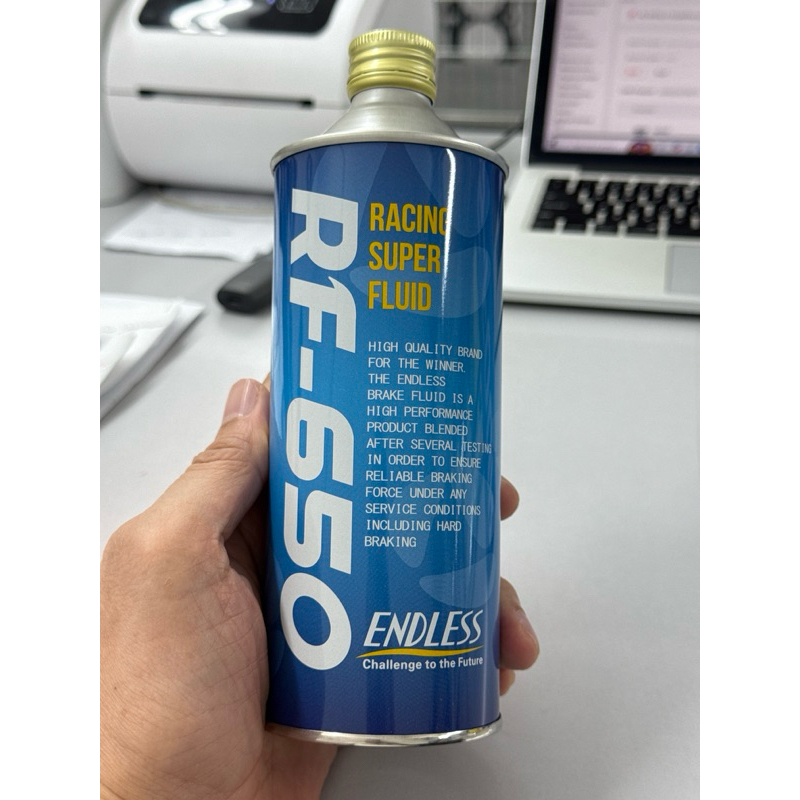 RF-650
RACING
SUPER
FLUID
HIGH QUALITY BRAND
FOR THE WINNER.
THE ENDLESS
BRAKE FLUID IS A
HIGH PERFORMANCE
PRODUCT BLENDED
AFTER SEVERAL TESTING
IN ORDER TO ENSURE
RELIABLE BRAKING
FORCE UNDER ANY
SERVICE CONDITIONS
INCLUDING HARD
BRAKING
ENDLESS
Challenge to the Future